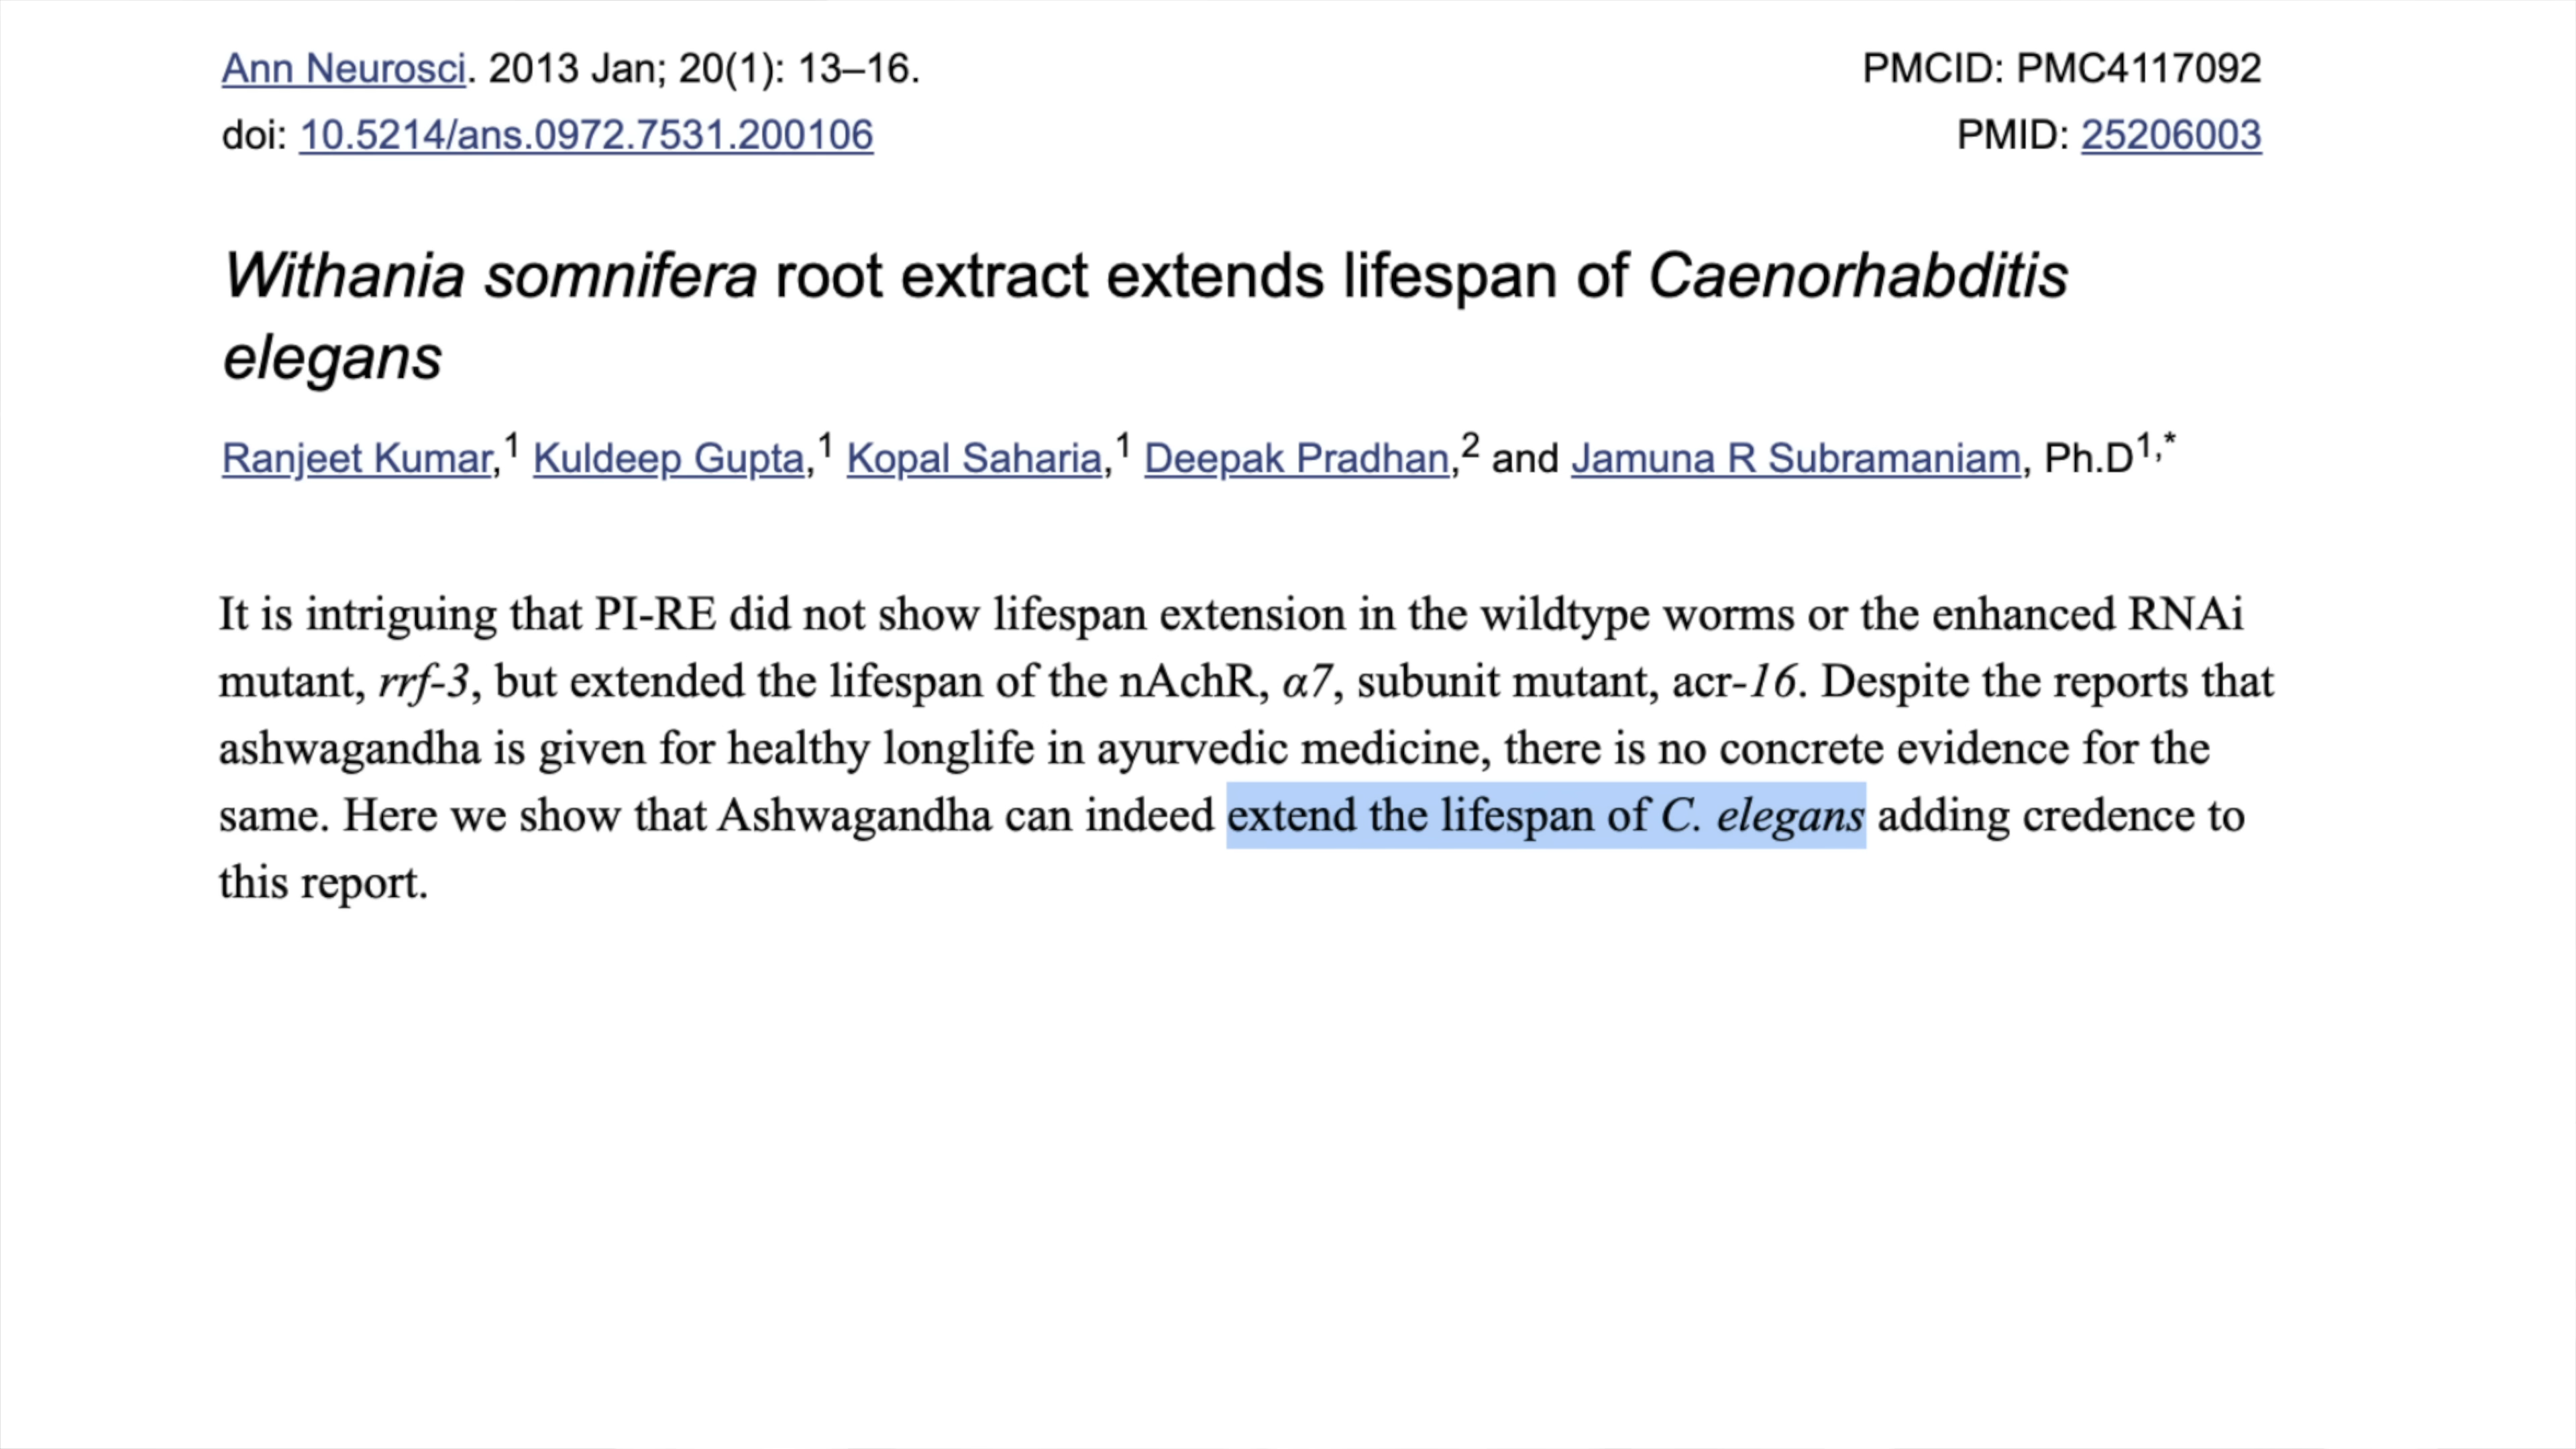 Ann Neurosci. 2013 Jan; 20(1): 13–16.
PMCID: PMC4117092
doi: 10.5214/ans.0972.7531.200106
PMID: 25206003
Withania somnifera root extract extends lifespan of Caenorhabditis
elegans
Ranjeet Kumar,1 Kuldeep Gupta,1 Kopal Saharia,1 Deepak Pradhan,2 and Jamuna R Subramaniam, Ph.D1,*
It is intriguing that PI-RE did not show lifespan extension in the wildtype worms or the enhanced RNAi
mutant, rrf-3, but extended the lifespan of the nAchR, α7, subunit mutant, acr-16. Despite the reports that
ashwagandha is given for healthy longlife in ayurvedic medicine, there is no concrete evidence for the
same. Here we show that Ashwagandha can indeed extend the lifespan of C. elegans adding credence to
this report.